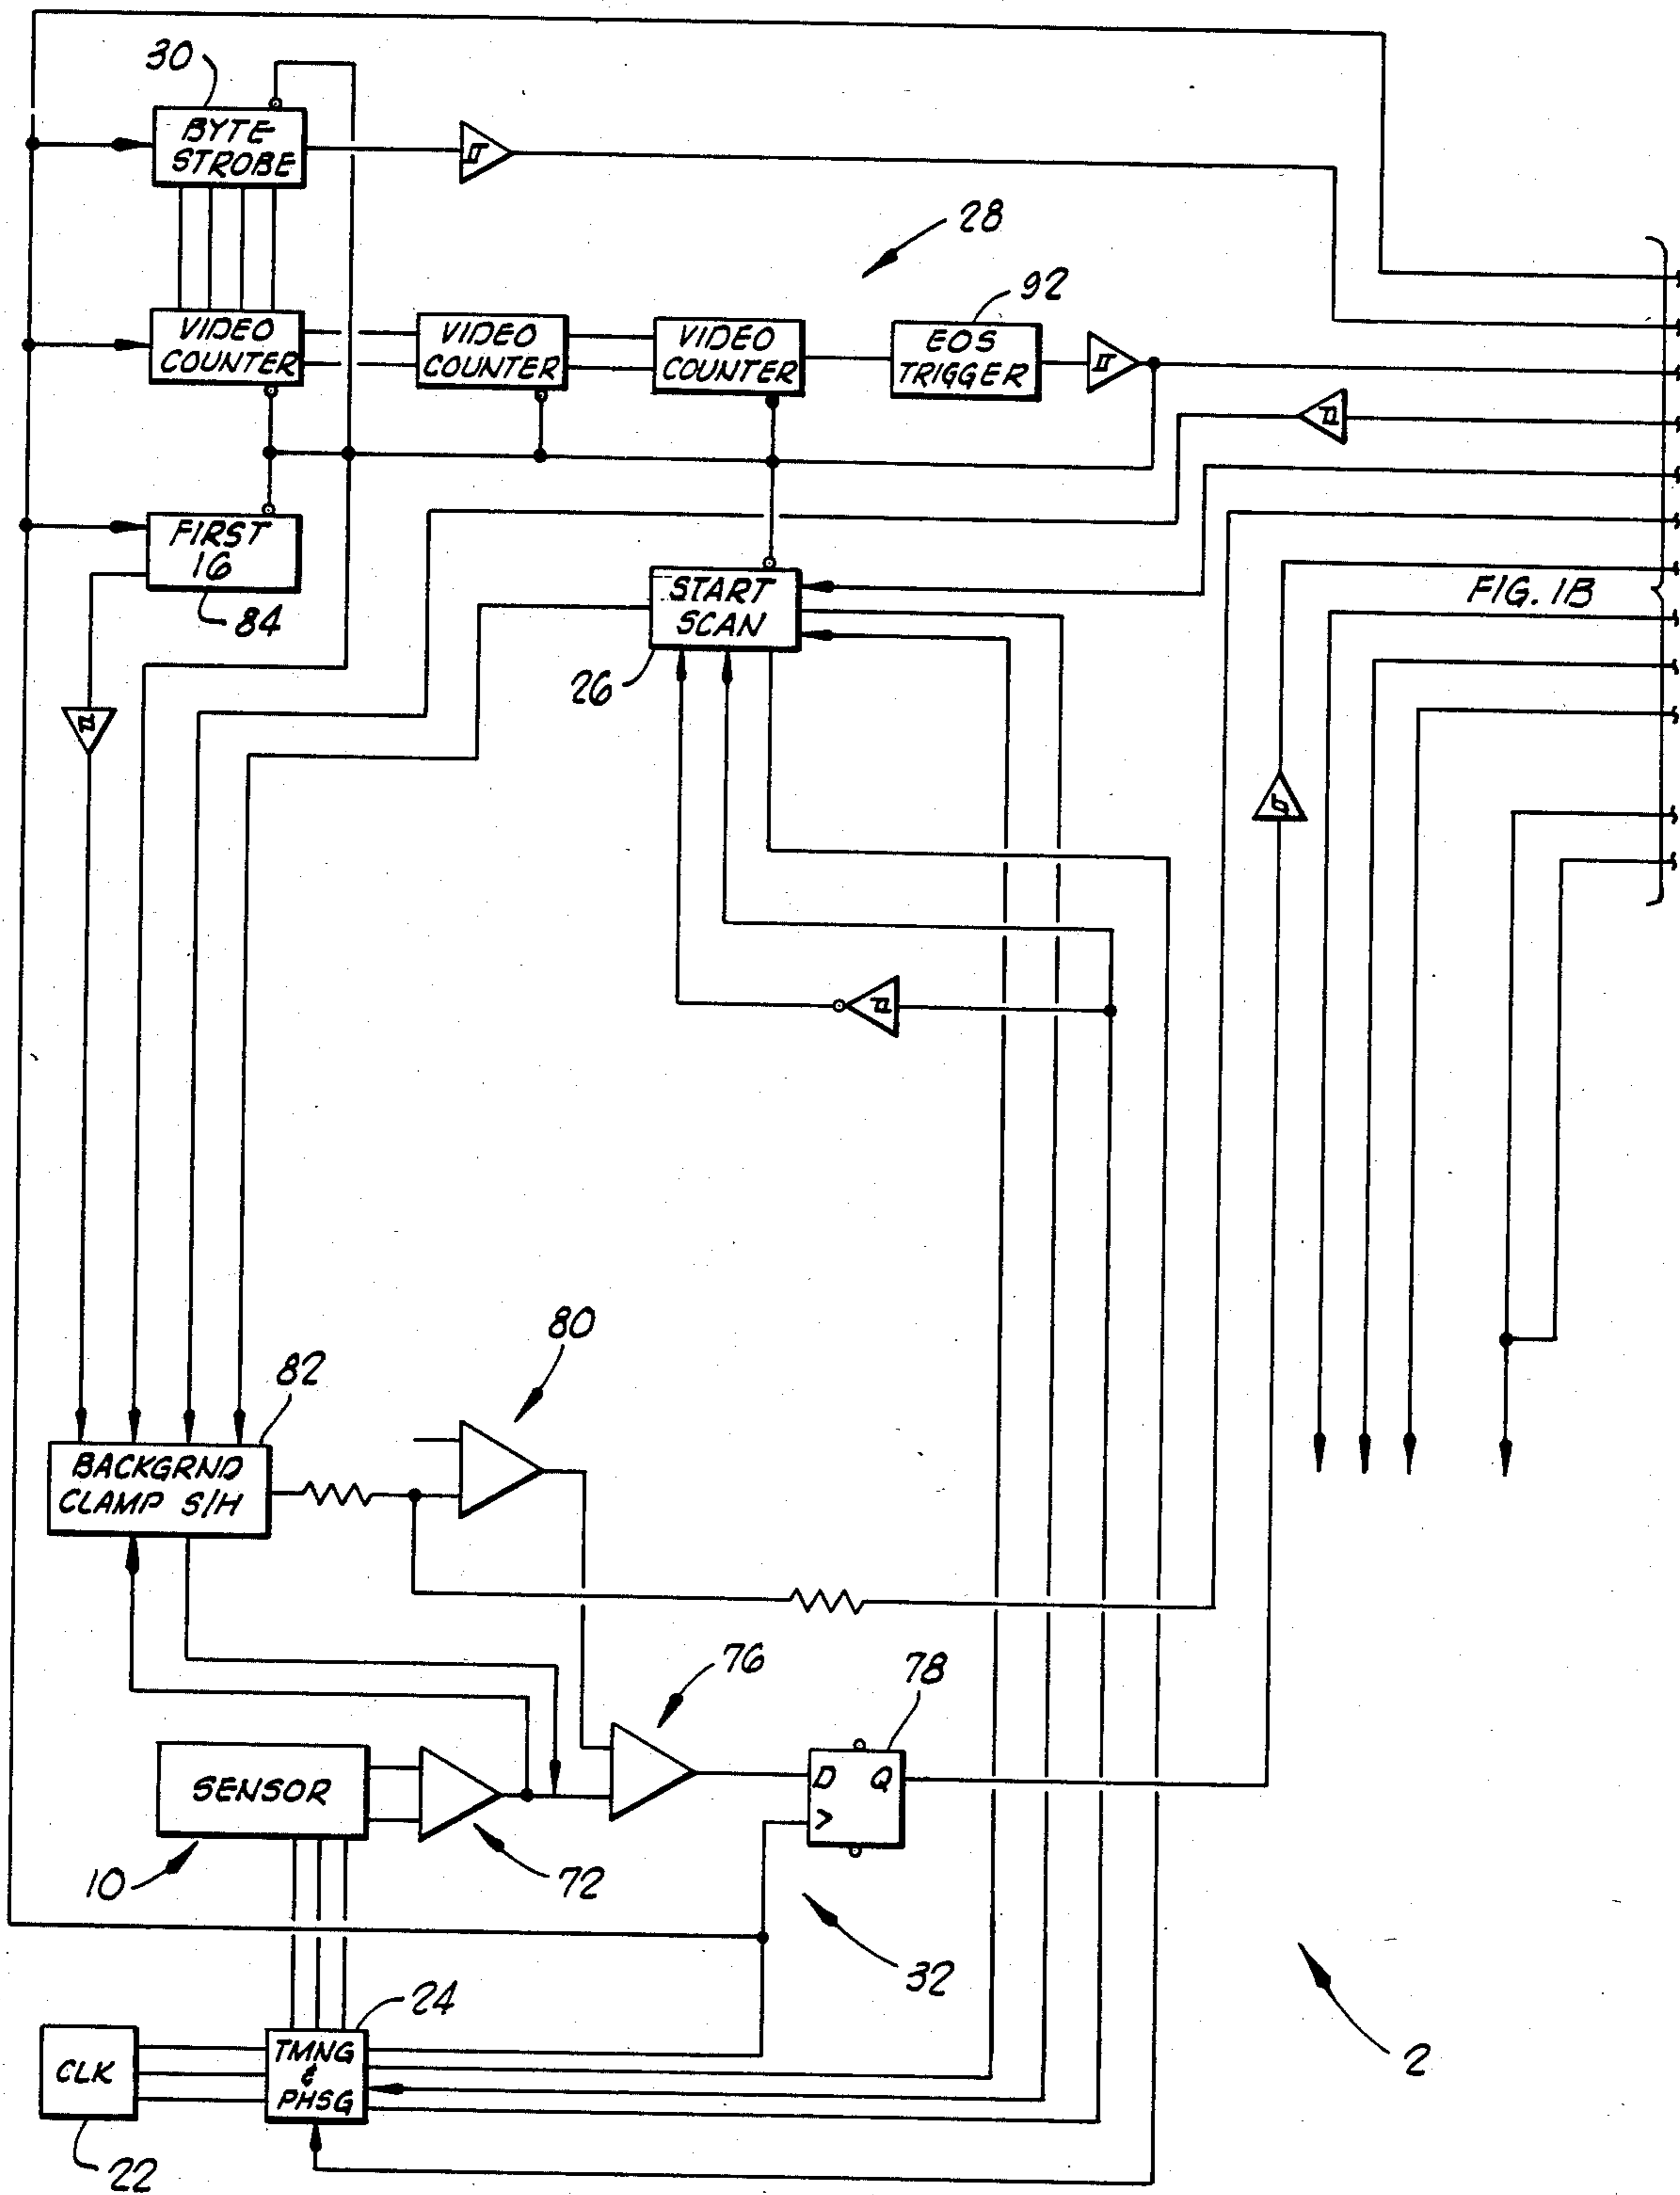 30
BYTE
STROBE
28
92
VIDEO
COUNTER
VIDEO
COUNTER
VIDEO
COUNTER
EOS
TRIGGER
FIRST
16
84
START
SCAN
26
FIG. 1B
80
82
BACKGRND
CLAMP S/H
76
78
SENSOR
D Q
>
10
72
32
24
CLK
TMNG
&
PHSG
22
2